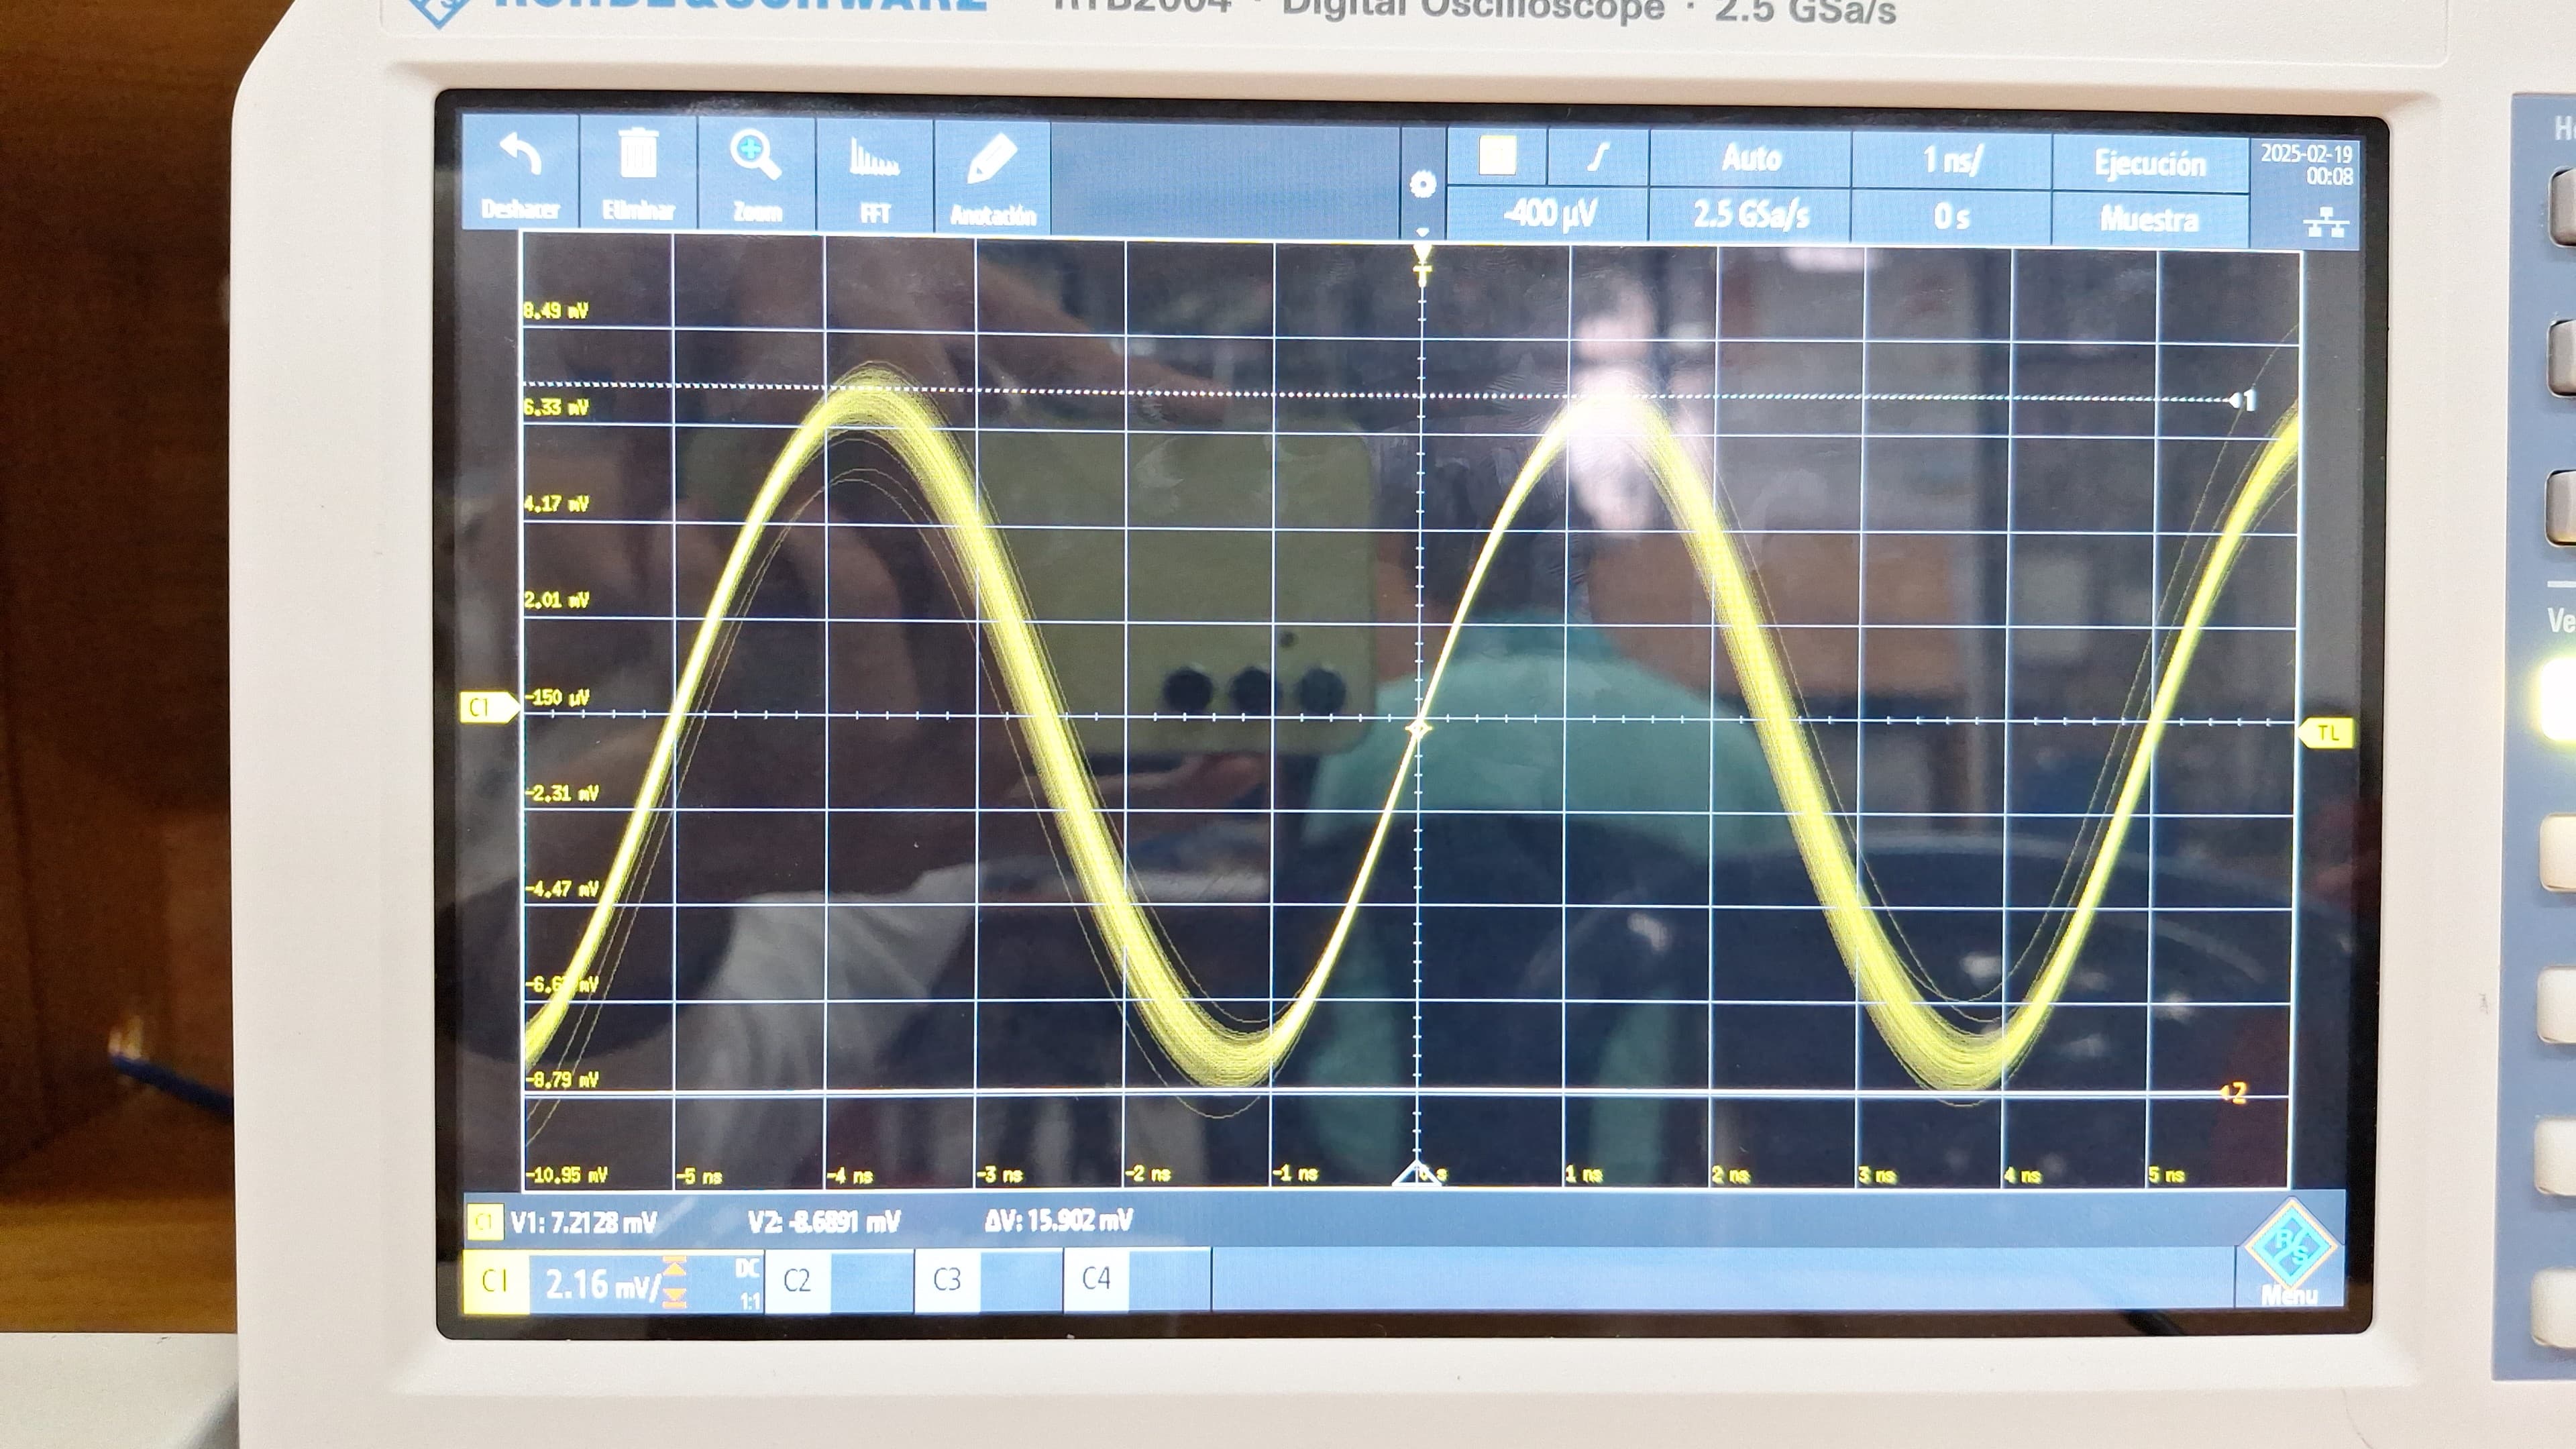 ROHDE&SCHWARZ RTB2004 · Digital Oscilloscope · 2.5 GSa/s
Deshacer Eliminar Zoom FFT Anotación
Auto 1 ns/ Ejecución
-400 µV 2.5 GSa/s 0 s Muestra
2025-02-19
00:08
T
8.49 mV
1
6.33 mV
4.17 mV
2.01 mV
C1 -150 µV
TL
-2.31 mV
-4.47 mV
-8.79 mV
2
-10.95 mV -5 ns -4 ns -3 ns -2 ns -1 ns 0 s 1 ns 2 ns 3 ns 4 ns 5 ns
C1 V1: 7.2128 mV V2: -8.6891 mV ΔV: 15.902 mV
C1 2.16 mV/ DC 1:1 C2 C3 C4
R/S
Menu